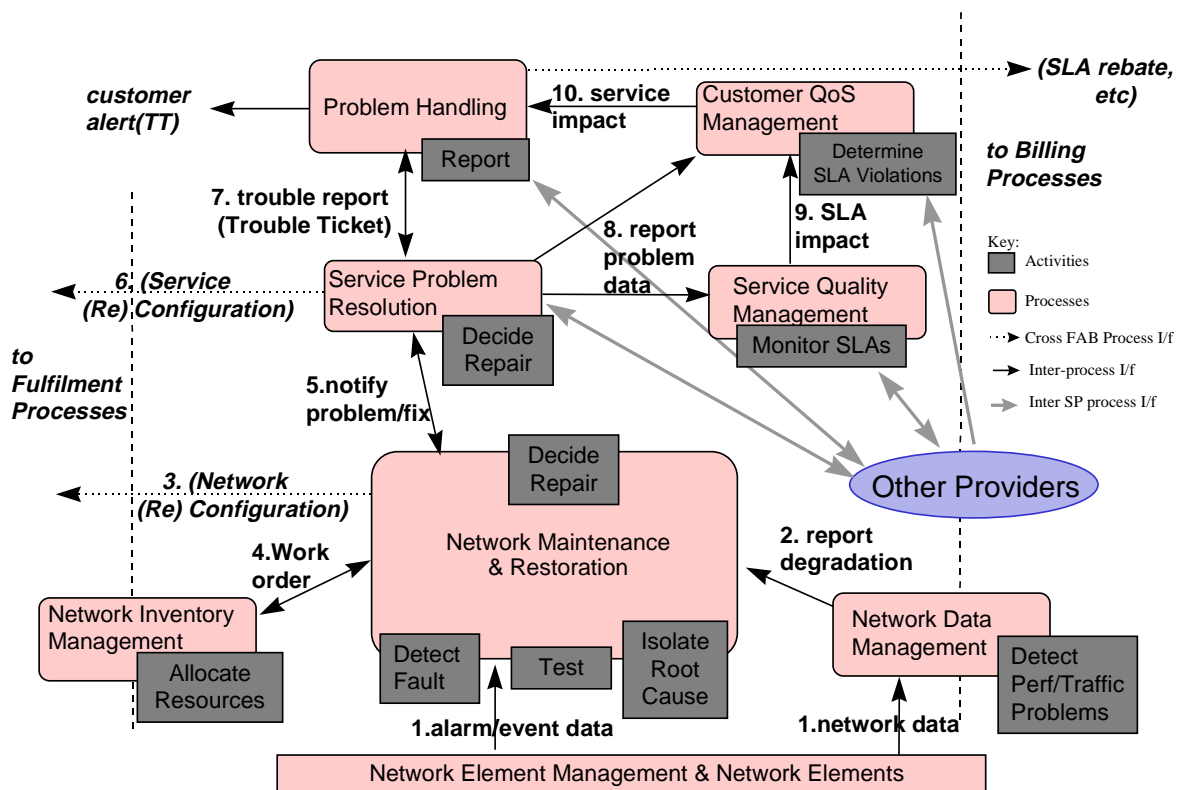 (SLA rebate,
etc)
customer
alert(TT)
Problem Handling
Report
10. service
impact
Customer QoS
Management
Determine
SLA Violations
to Billing
Processes
7. trouble report
(Trouble Ticket)
8. report
problem
data
9. SLA
impact
Key:
Activities
Processes
Cross FAB Process I/f
Inter-process I/f
Inter SP process I/f
6. (Service
(Re) Configuration)
Service Problem
Resolution
Decide
Repair
Service Quality
Management
Monitor SLAs
to
Fulfilment
Processes
5.notify
problem/fix
3. (Network
(Re) Configuration)
Decide
Repair
Other Providers
Network Maintenance
& Restoration
4.Work
order
2. report
degradation
Network Inventory
Management
Allocate
Resources
Detect
Fault
Test
Isolate
Root
Cause
Network Data
Management
Detect
Perf/Traffic
Problems
1.alarm/event data
1.network data
Network Element Management & Network Elements